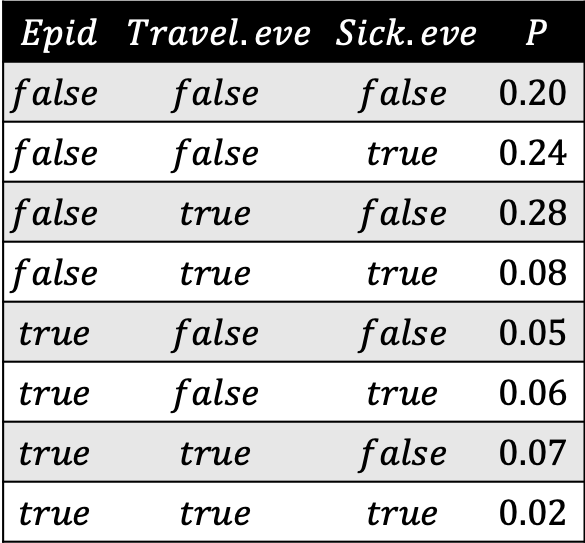 Epid Travel.eve Sick.eve P
false false false 0.20
false false true 0.24
false true false 0.28
false true true 0.08
true false false 0.05
true false true 0.06
true true false 0.07
true true true 0.02